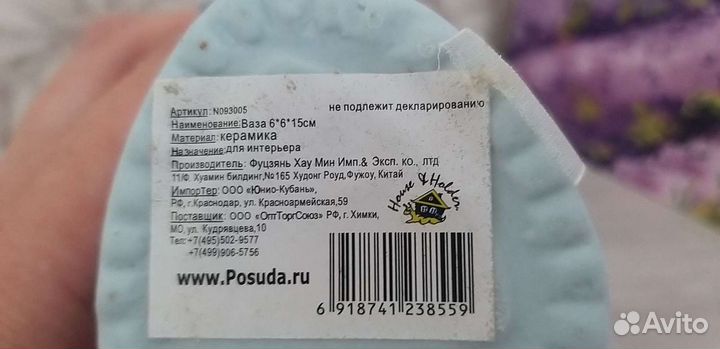 Артикул: N093005
не подлежит декларированию
Наименование: Ваза 6*6*15см
Материал: керамика
Назначение: для интерьера
Производитель: Фуцзянь Хау Мин Имп.& Эксп. ко., лтд
11/Ф. Хуамин билдинг,№165 Худонг Роуд,Фужоу, Китай
Импортер: ООО «Юнио-Кубань»,
РФ, г.Краснодар, ул. Красноармейская,59
Поставщик: ООО «ОптТоргСоюз» РФ, г. Химки,
МО, ул. Кудрявцева,10
Тел:+7(495)502-9577
+7(499)906-5756
House & Holder
www.Posuda.ru
6 918741 238559
Avito